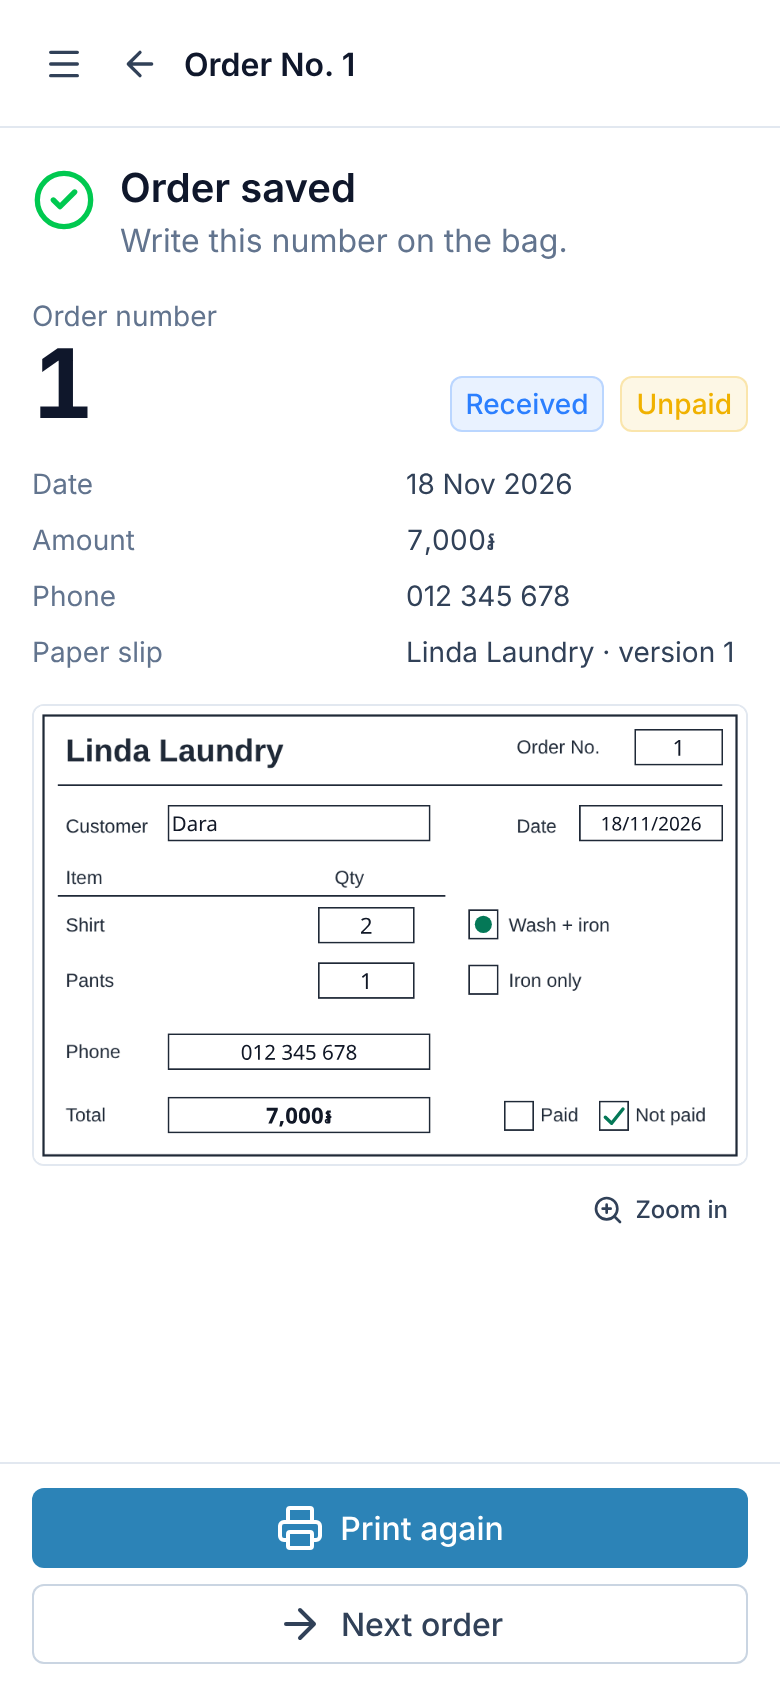 Order No. 1
Order saved
Write this number on the bag.
Order number
1
Received Unpaid
Date 18 Nov 2026
Amount 7,000៛
Phone 012 345 678
Paper slip Linda Laundry · version 1
Linda Laundry Order No. 1
Customer Dara Date 18/11/2026
Item Qty
Shirt 2 Wash + iron
Pants 1 Iron only
Phone 012 345 678
Total 7,000៛ Paid Not paid
Zoom in
Print again
Next order